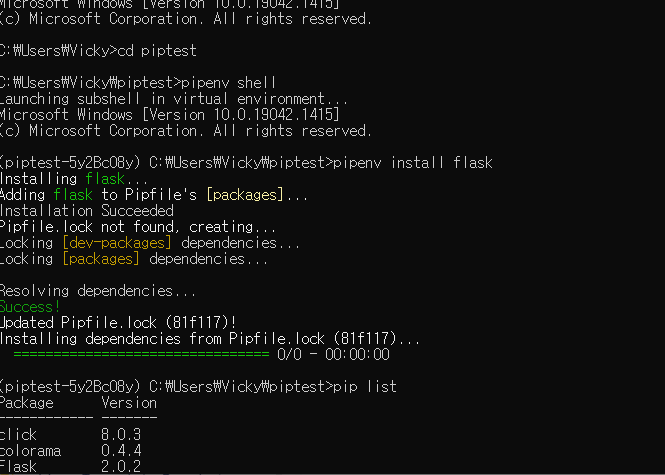 Microsoft Windows [Version 10.0.19042.1415]
(c) Microsoft Corporation. All rights reserved.
C:₩Users₩Vicky>cd piptest
C:₩Users₩Vicky₩piptest>pipenv shell
Launching subshell in virtual environment...
Microsoft Windows [Version 10.0.19042.1415]
(c) Microsoft Corporation. All rights reserved.
(piptest-5y2Bc08y) C:₩Users₩Vicky₩piptest>pipenv install flask
Installing flask...
Adding flask to Pipfile's [packages]...
Installation Succeeded
Pipfile.lock not found, creating...
Locking [dev-packages] dependencies...
Locking [packages] dependencies...
Resolving dependencies...
Success!
Updated Pipfile.lock (81f117)!
Installing dependencies from Pipfile.lock (81f117)...
================================ 0/0 - 00:00:00
(piptest-5y2Bc08y) C:₩Users₩Vicky₩piptest>pip list
Package Version
------------ -------
click 8.0.3
colorama 0.4.4
Flask 2.0.2